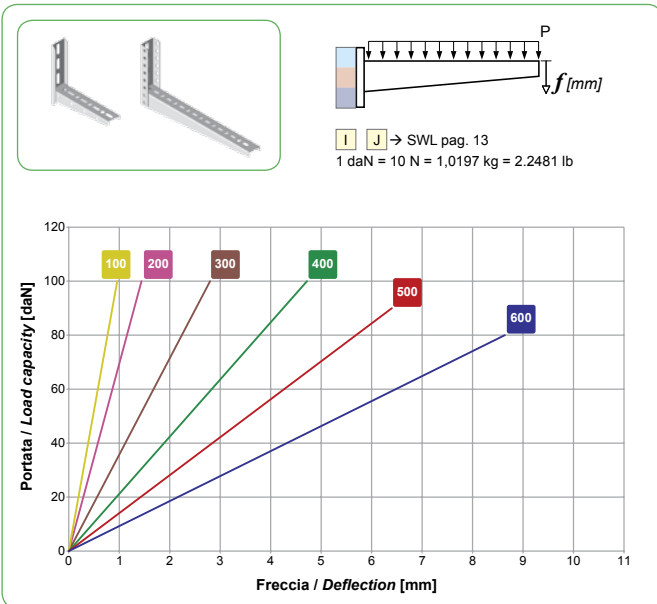 P
f [mm]
I J → SWL pag. 13
1 daN = 10 N = 1,0197 kg = 2.2481 lb
Portata / Load capacity [daN]
120
100
80
60
40
20
0
100 200 300 400 500 600
0 1 2 3 4 5 6 7 8 9 10 11
Freccia / Deflection [mm]